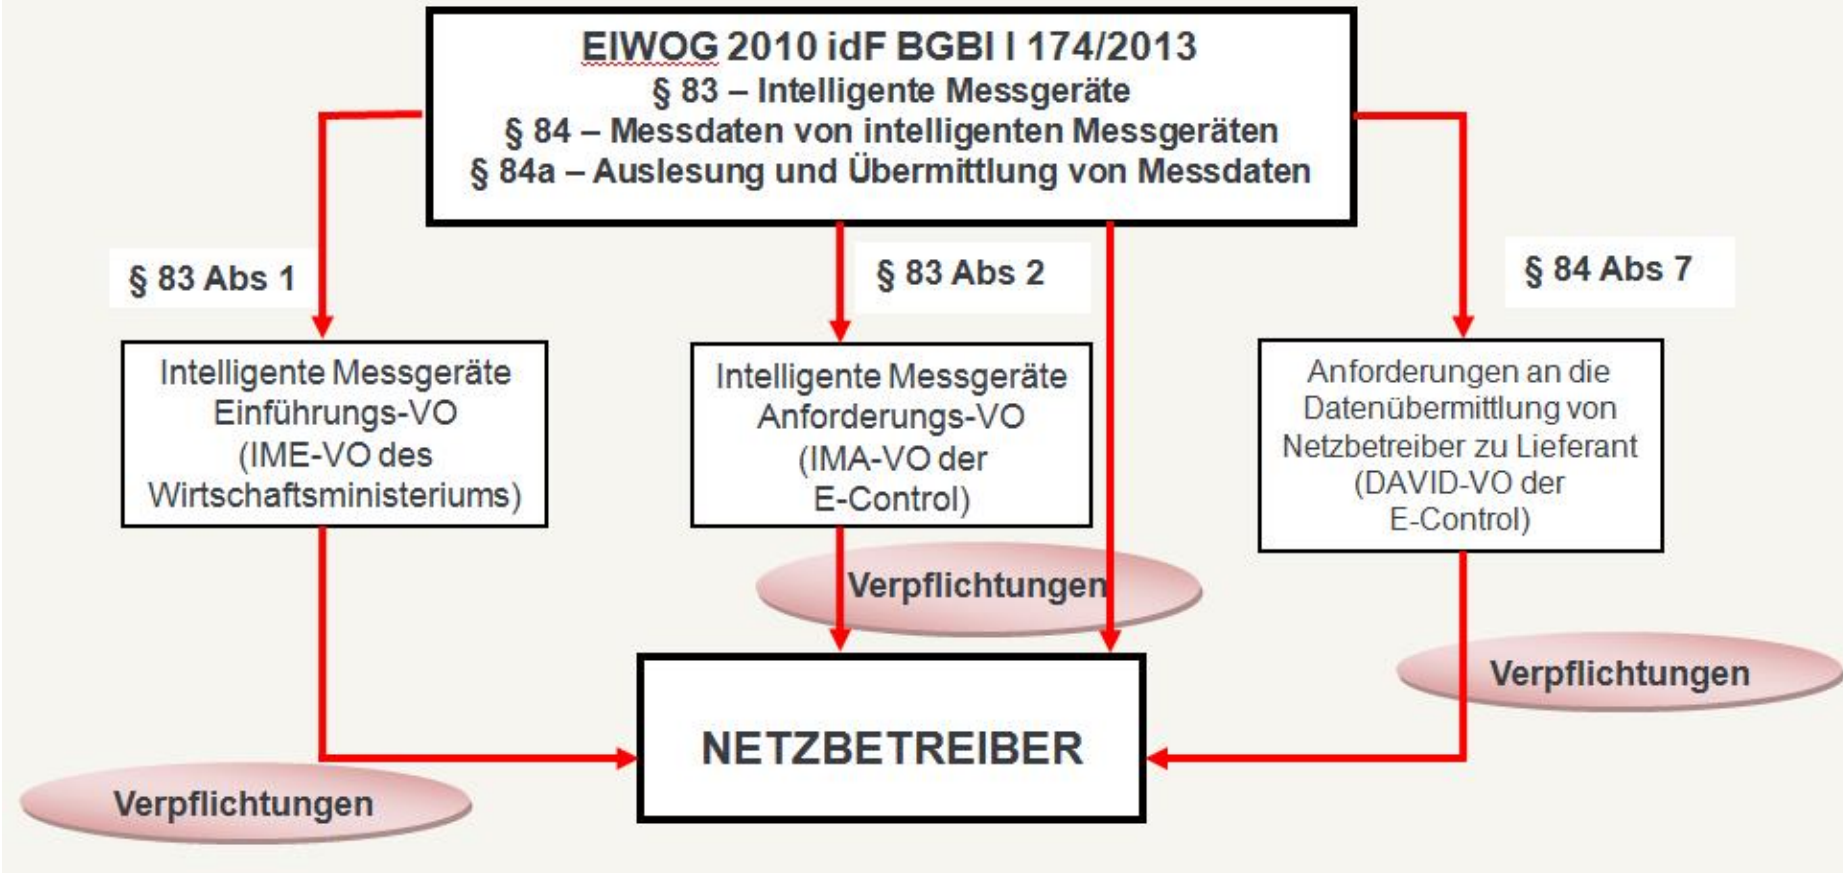 EIWOG 2010 idF BGBl I 174/2013
§ 83 – Intelligente Messgeräte
§ 84 – Messdaten von intelligenten Messgeräten
§ 84a – Auslesung und Übermittlung von Messdaten
§ 83 Abs 1
§ 83 Abs 2
§ 84 Abs 7
Intelligente Messgeräte
Einführungs-VO
(IME-VO des
Wirtschaftsministeriums)
Intelligente Messgeräte
Anforderungs-VO
(IMA-VO der
E-Control)
Anforderungen an die
Datenübermittlung von
Netzbetreiber zu Lieferant
(DAVID-VO der
E-Control)
Verpflichtungen
Verpflichtungen
NETZBETREIBER
Verpflichtungen